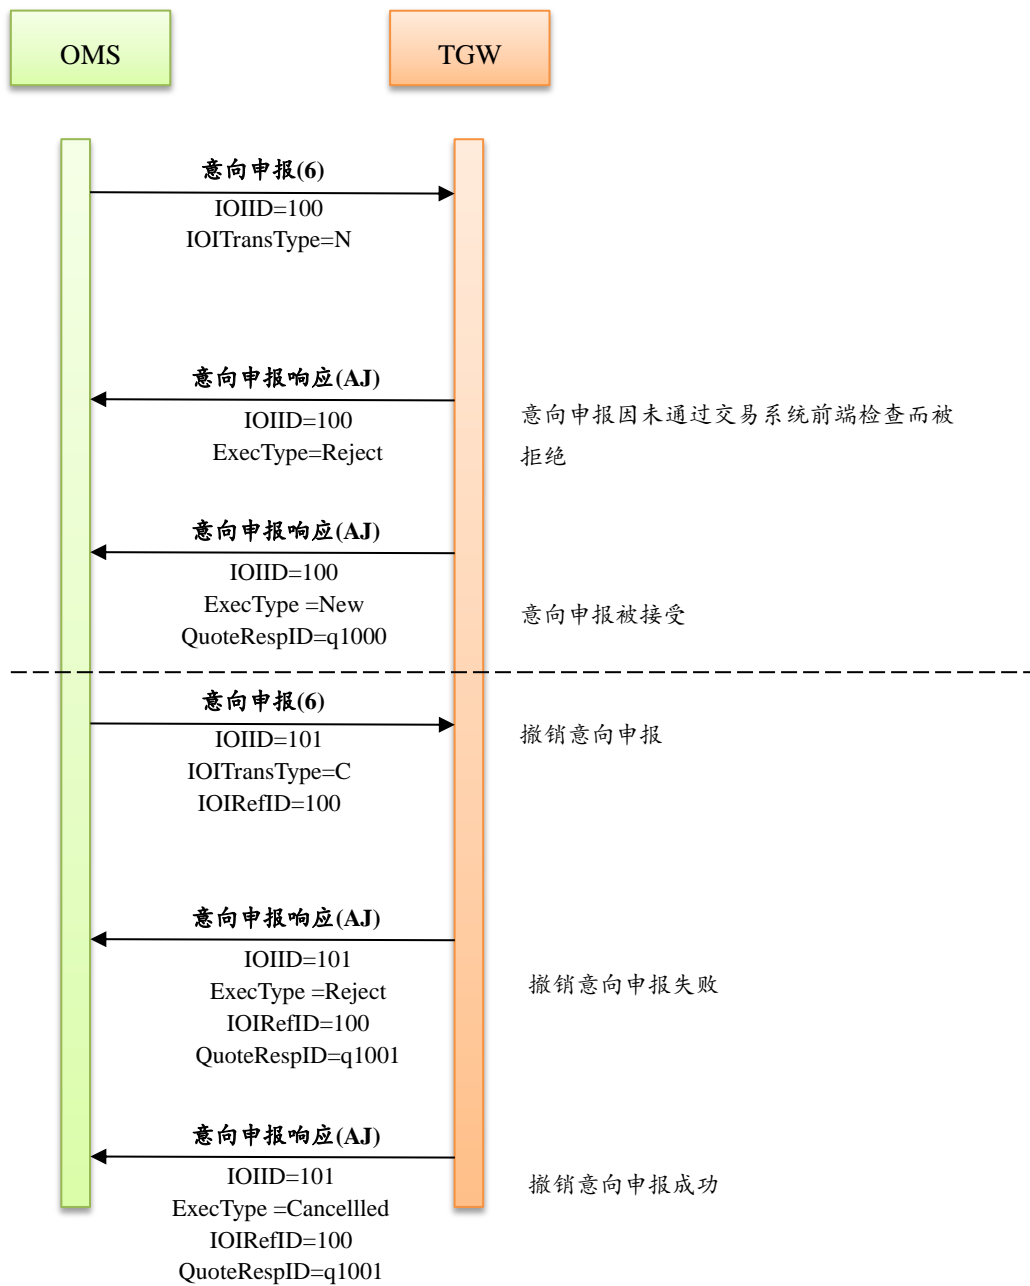 OMS
TGW
意向申报(6)
IOIID=100
IOITransType=N
意向申报响应(AJ)
IOIID=100
ExecType=Reject
意向申报因未通过交易系统前端检查而被
拒绝
意向申报响应(AJ)
IOIID=100
ExecType =New
QuoteRespID=q1000
意向申报被接受
意向申报(6)
IOIID=101
IOITransType=C
IOIRefID=100
撤销意向申报
意向申报响应(AJ)
IOIID=101
ExecType =Reject
IOIRefID=100
QuoteRespID=q1001
撤销意向申报失败
意向申报响应(AJ)
IOIID=101
ExecType =Cancellled
IOIRefID=100
QuoteRespID=q1001
撤销意向申报成功